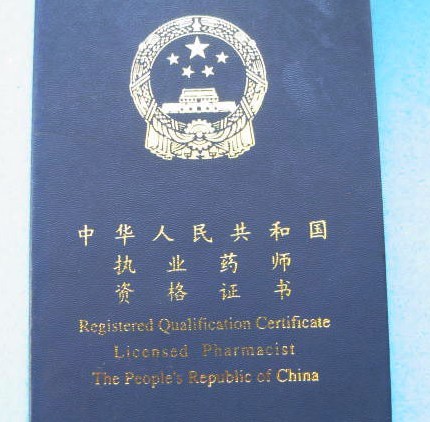 中华人民共和国
执业药师
资格证书
Registered Qualification Certificate
Licensed Pharmacist
The People's Republic of China